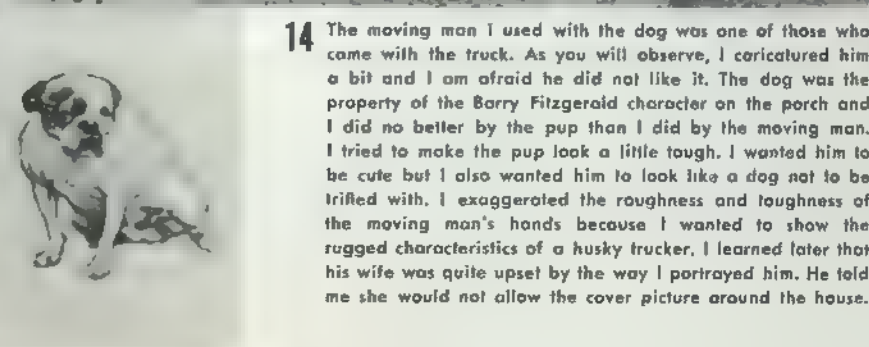 14 The moving man I used with the dog was one of those who
came with the truck. As you will observe, I caricatured him
a bit and I am afraid he did not like it. The dog was the
property of the Barry Fitzgerald character on the porch and
I did no better by the pup than I did by the moving man.
I tried to make the pup look a little tough. I wanted him to
be cute but I also wanted him to look like a dog not to be
trifled with. I exaggerated the roughness and toughness of
the moving man's hands because I wanted to show the
rugged characteristics of a husky trucker. I learned later that
his wife was quite upset by the way I portrayed him. He told
me she would not allow the cover picture around the house.